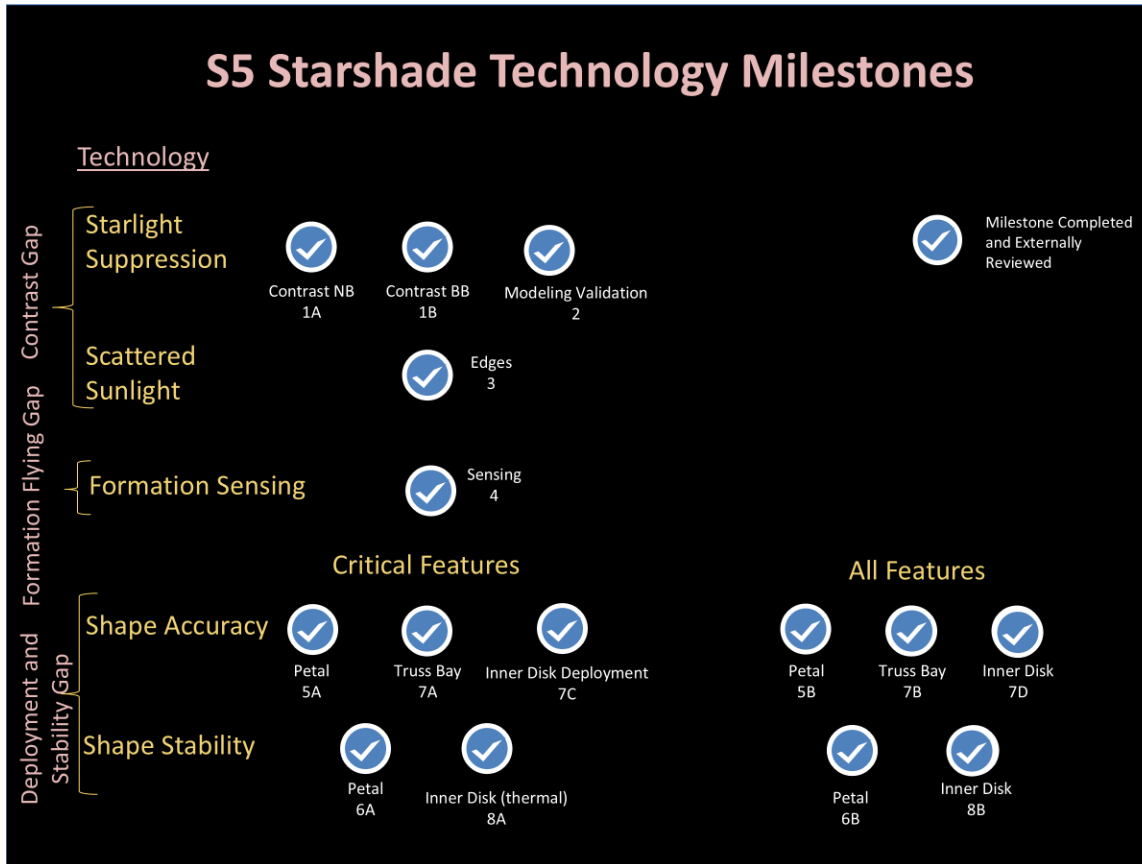 S5 Starshade Technology Milestones
Technology
Contrast Gap
Starlight
Suppression
Contrast NB
1A
Contrast BB
1B
Modeling Validation
2
Milestone Completed
and Externally
Reviewed
Scattered
Sunlight
Edges
3
Formation Flying Gap
Formation Sensing
Sensing
4
Critical Features
All Features
Deployment and
Stability Gap
Shape Accuracy
Petal
5A
Truss Bay
7A
Inner Disk Deployment
7C
Petal
5B
Truss Bay
7B
Inner Disk
7D
Shape Stability
Petal
6A
Inner Disk (thermal)
8A
Petal
6B
Inner Disk
8B